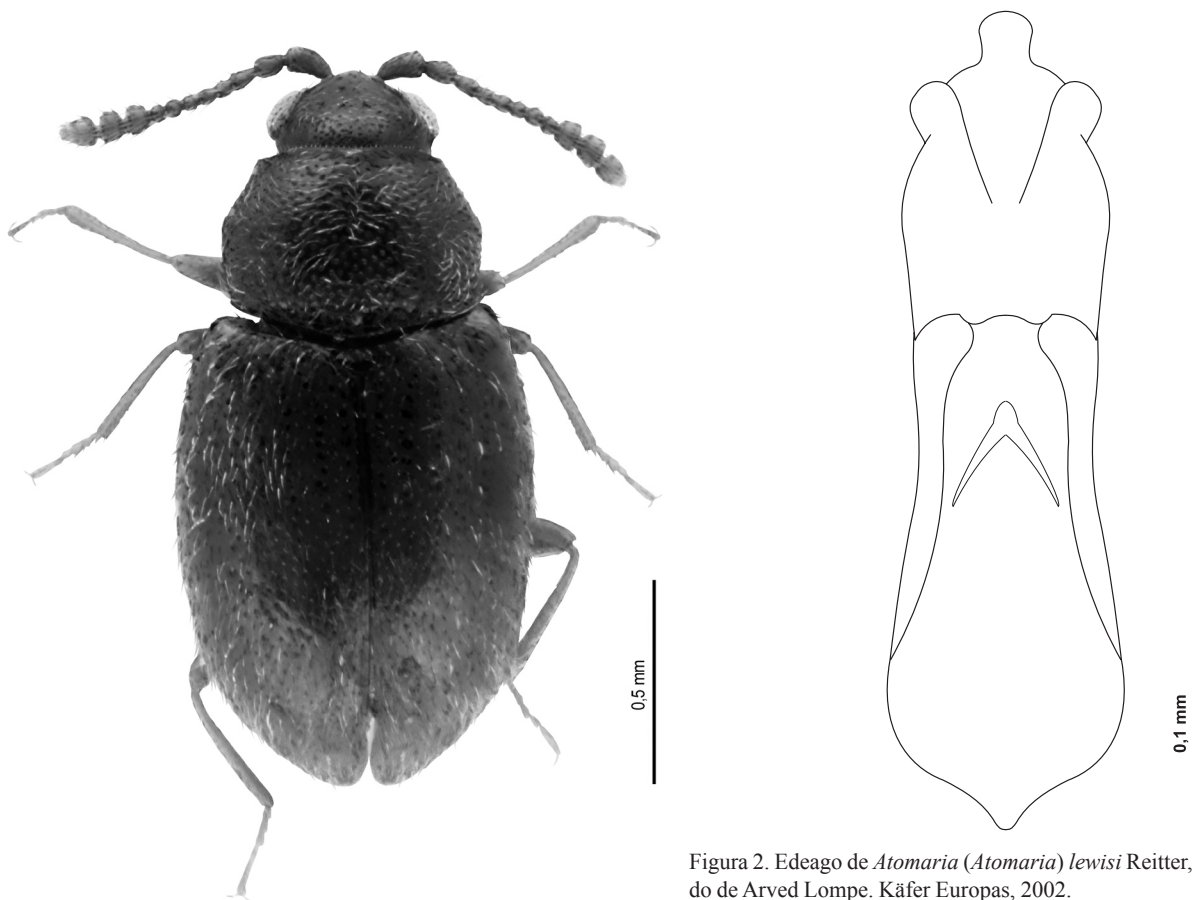 0,5 mm
0,1 mm
Figura 2. Edeago de Atomaria (Atomaria) lewisi Reitter,
do de Arved Lompe. Käfer Europas, 2002.